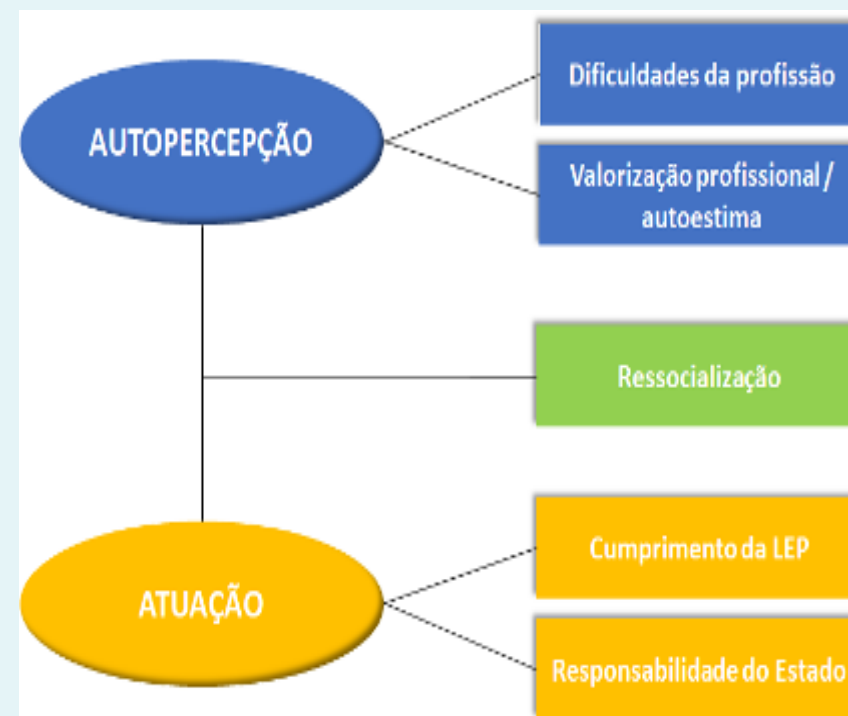 AUTOPERCEPÇÃO
Dificuldades da profissão
Valorização profissional /
autoestima
Ressocialização
ATUAÇÃO
Cumprimento da LEP
Responsabilidade do Estado